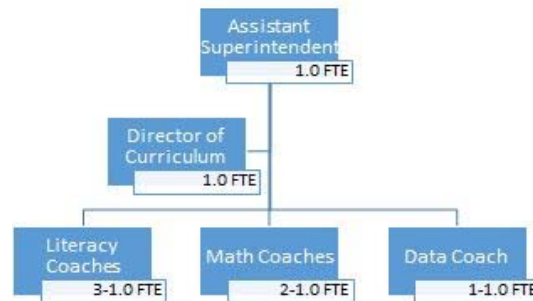 Assistant
Superintendent
1.0 FTE
Director of
Curriculum
1.0 FTE
Literacy
Coaches
3-1.0 FTE
Math Coaches
2-1.0 FTE
Data Coach
1-1.0 FTE